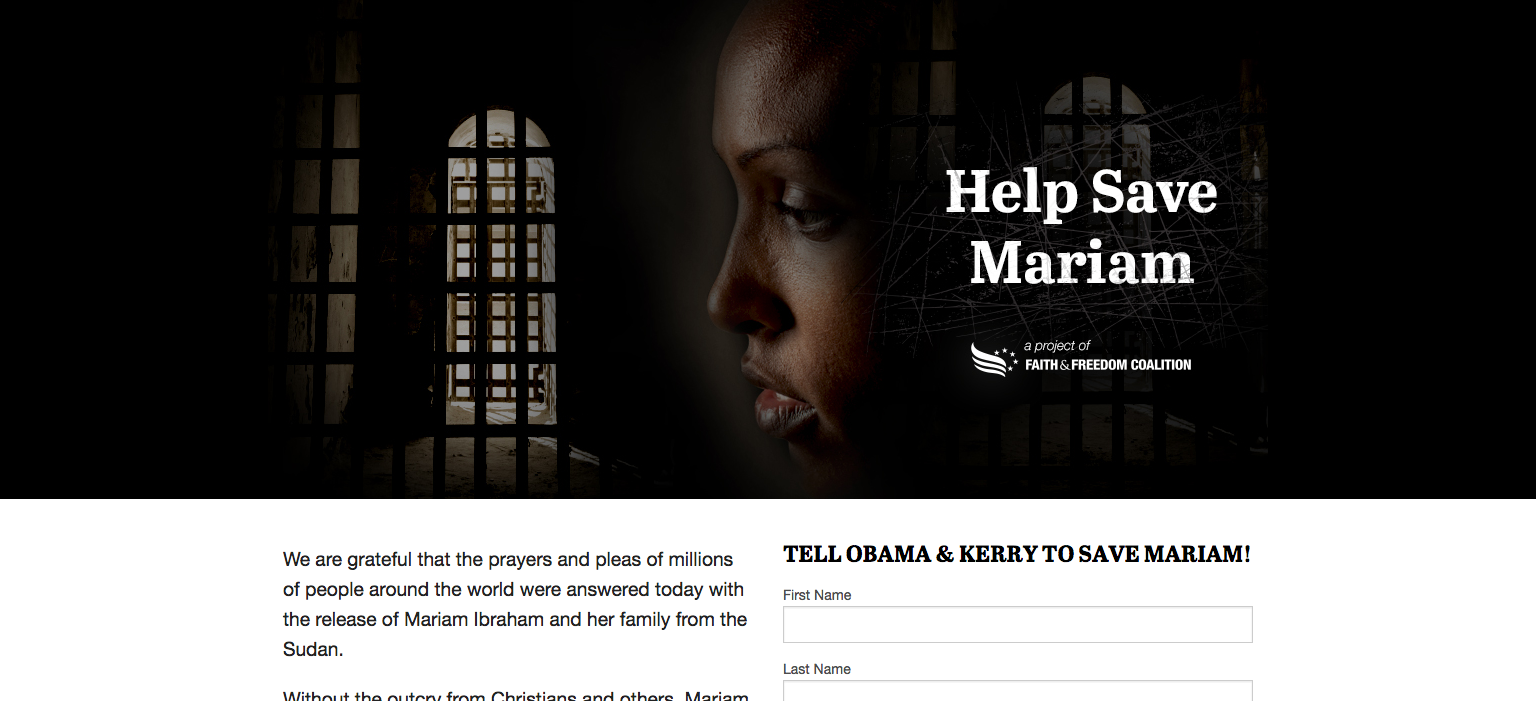 Help Save
Mariam
a project of
FAITH & FREEDOM COALITION
We are grateful that the prayers and pleas of millions
of people around the world were answered today with
the release of Mariam Ibraham and her family from the
Sudan.
Without the outcry from Christians and others, Mariam
TELL OBAMA & KERRY TO SAVE MARIAM!
First Name
Last Name